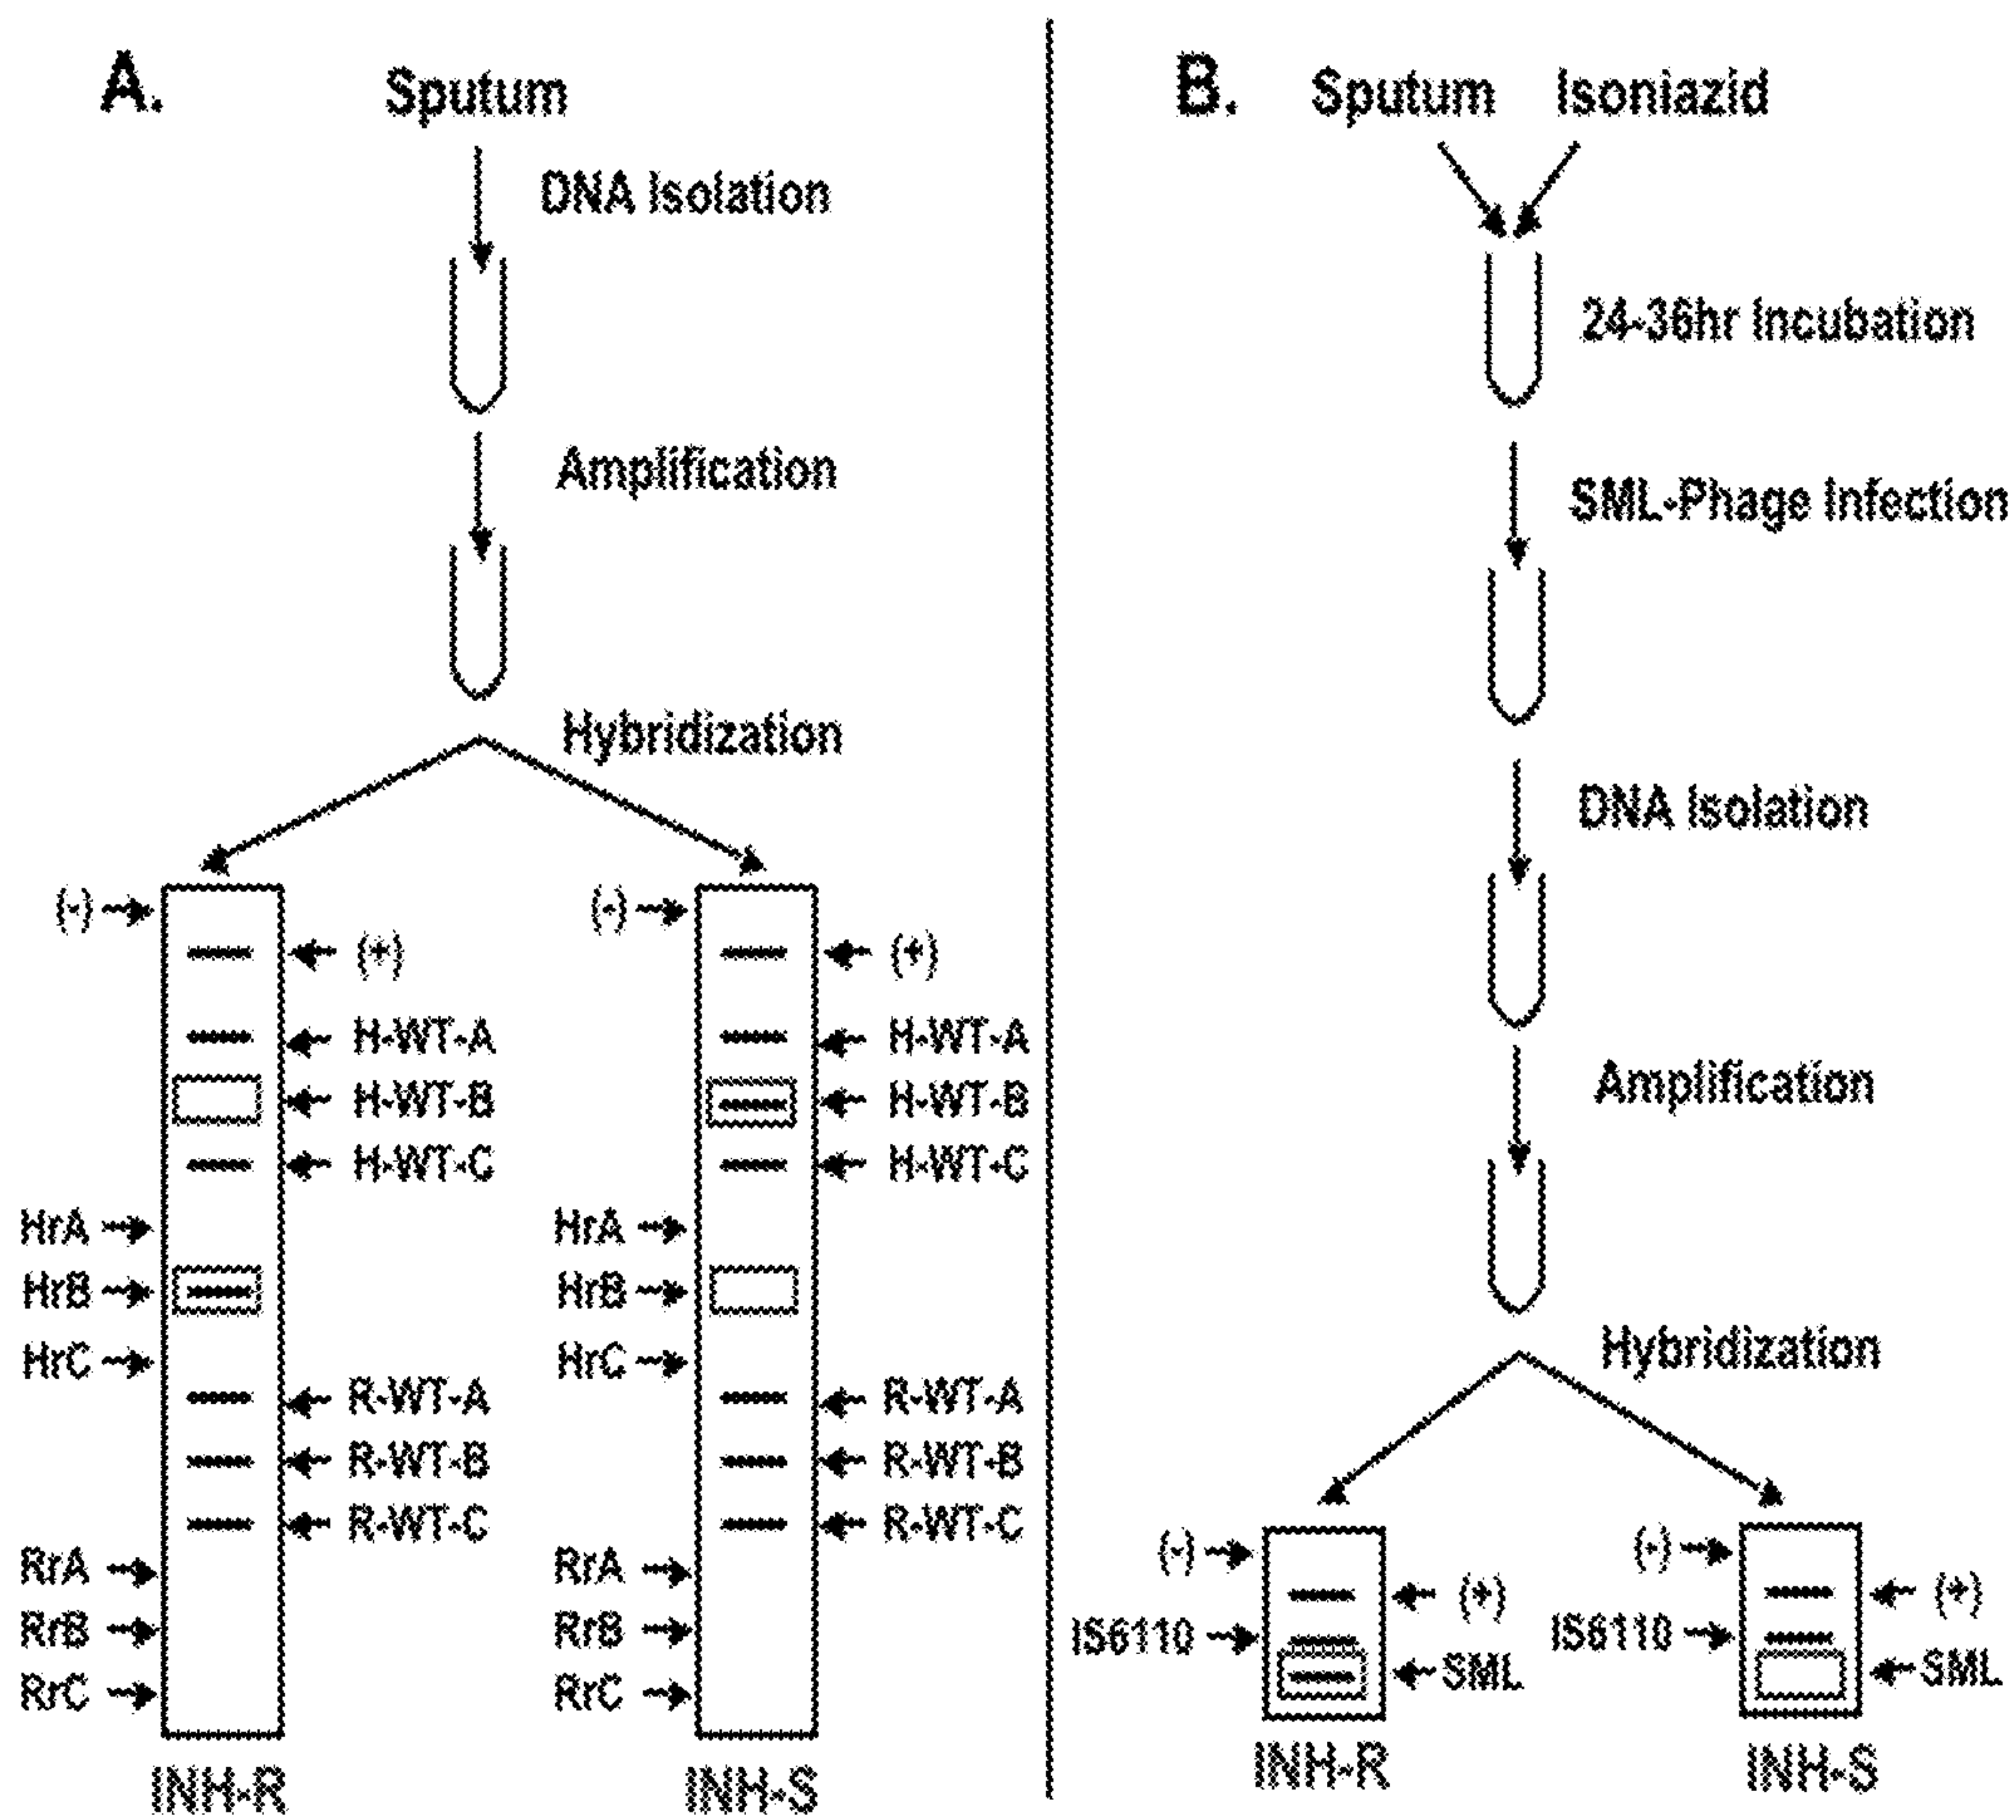 A.
Sputum
DNA Isolation
Amplification
Hybridization
(-)
(+)
H-WT-A
H-WT-B
H-WT-C
HrA
HrB
HrC
R-WT-A
R-WT-B
R-WT-C
RrA
RrB
RrC
INH-R
(-)
(+)
H-WT-A
H-WT-B
H-WT-C
HrA
HrB
HrC
R-WT-A
R-WT-B
R-WT-C
RrA
RrB
RrC
INH-S
B.
Sputum Isoniazid
24-36hr Incubation
SML-Phage Infection
DNA Isolation
Amplification
Hybridization
(-)
(+)
IS6110
SML
INH-R
(-)
(+)
IS6110
SML
INH-S